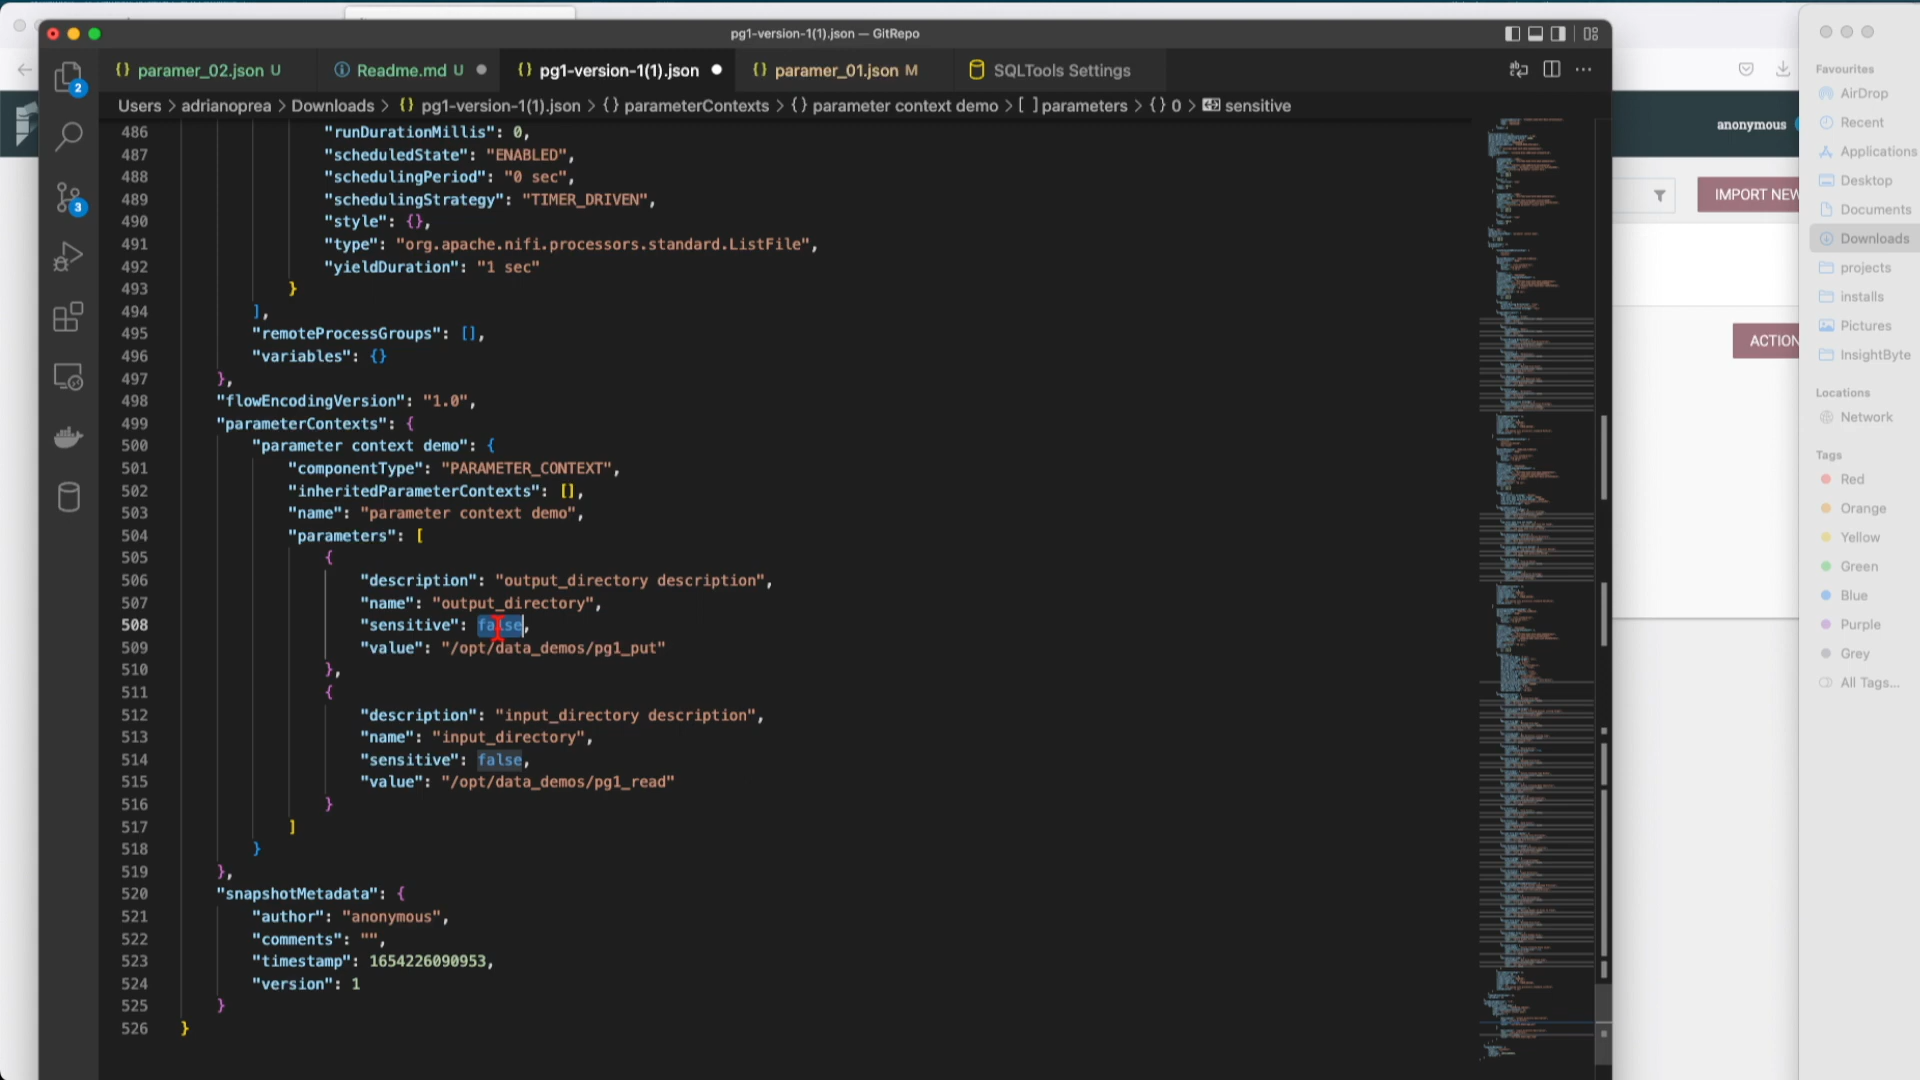 pg1-version-1(1).json — GitRepo
paramer_02.json U
Readme.md U
pg1-version-1(1).json
paramer_01.json M
SQLTools Settings
Users > adrianoprea > Downloads > {} pg1-version-1(1).json > {} parameterContexts > {} parameter context demo > [ ] parameters > {} 0 > sensitive
486 "runDurationMillis": 0,
487 "scheduledState": "ENABLED",
488 "schedulingPeriod": "0 sec",
489 "schedulingStrategy": "TIMER_DRIVEN",
490 "style": {},
491 "type": "org.apache.nifi.processors.standard.ListFile",
492 "yieldDuration": "1 sec"
493 }
494 ],
495 "remoteProcessGroups": [],
496 "variables": {}
497 },
498 "flowEncodingVersion": "1.0",
499 "parameterContexts": {
500 "parameter context demo": {
501 "componentType": "PARAMETER_CONTEXT",
502 "inheritedParameterContexts": [],
503 "name": "parameter context demo",
504 "parameters": [
505 {
506 "description": "output_directory description",
507 "name": "output_directory",
508 "sensitive": false,
509 "value": "/opt/data_demos/pg1_put"
510 },
511 {
512 "description": "input_directory description",
513 "name": "input_directory",
514 "sensitive": false,
515 "value": "/opt/data_demos/pg1_read"
516 }
517 ]
518 }
519 },
520 "snapshotMetadata": {
521 "author": "anonymous",
522 "comments": "",
523 "timestamp": 1654226090953,
524 "version": 1
525 }
526 }
2
3
anonymous
IMPORT NEW
ACTION
Favourites
AirDrop
Recent
Applications
Desktop
Documents
Downloads
projects
installs
Pictures
InsightByte
Locations
Network
Tags
Red
Orange
Yellow
Green
Blue
Purple
Grey
All Tags...